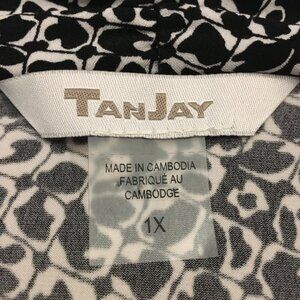 TANJAY
MADE IN CAMBODIA
FABRIQUÉ AU
CAMBODGE
1X